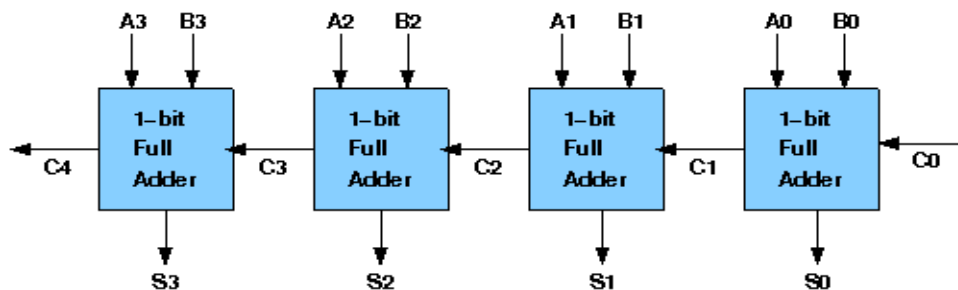 A3 B3 A2 B2 A1 B1 A0 B0
1-bit 1-bit 1-bit 1-bit
Full Full Full Full
C4 C3 C2 C1 C0
Adder Adder Adder Adder
S3 S2 S1 S0